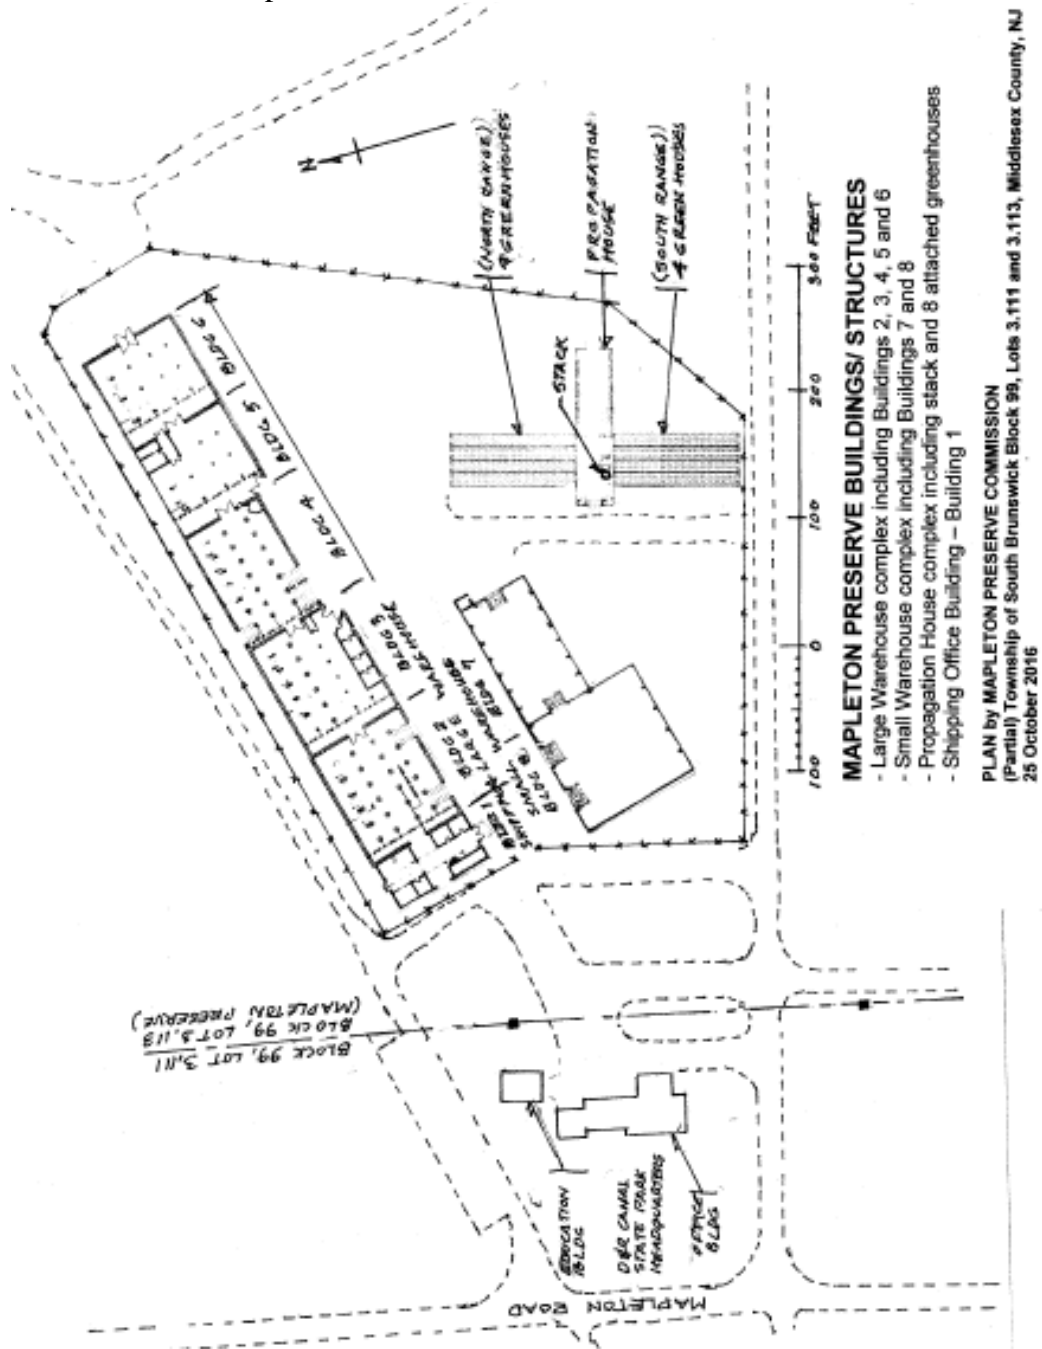 N
(NORTH RANGE)
4 GREENHOUSES
PROPAGATION
HOUSE
(SOUTH RANGE)
4 GREEN HOUSES
STACK
BLDG 6
BLDG 5
BLDG 4
BLDG 3
BLDG 2
LARGE WAREHOUSE
BLDG 1
SHIPPING
BLDG 7
BLDG 8
SMALL WAREHOUSE
BLOCK 99, LOT 3.111
BLOCK 99, LOT 3.113
(MAPLETON PRESERVE)
EDUCATION
BLDG
D&R CANAL
STATE PARK
HEADQUARTERS
OFFICE
BLDG
MAPLETON ROAD
100 0 100 200 300 FEET
MAPLETON PRESERVE BUILDINGS/ STRUCTURES
- Large Warehouse complex including Buildings 2, 3, 4, 5 and 6
- Small Warehouse complex including Buildings 7 and 8
- Propagation House complex including stack and 8 attached greenhouses
- Shipping Office Building – Building 1
PLAN by MAPLETON PRESERVE COMMISSION
(Partial) Township of South Brunswick Block 99, Lots 3.111 and 3.113, Middlesex County, NJ
25 October 2016